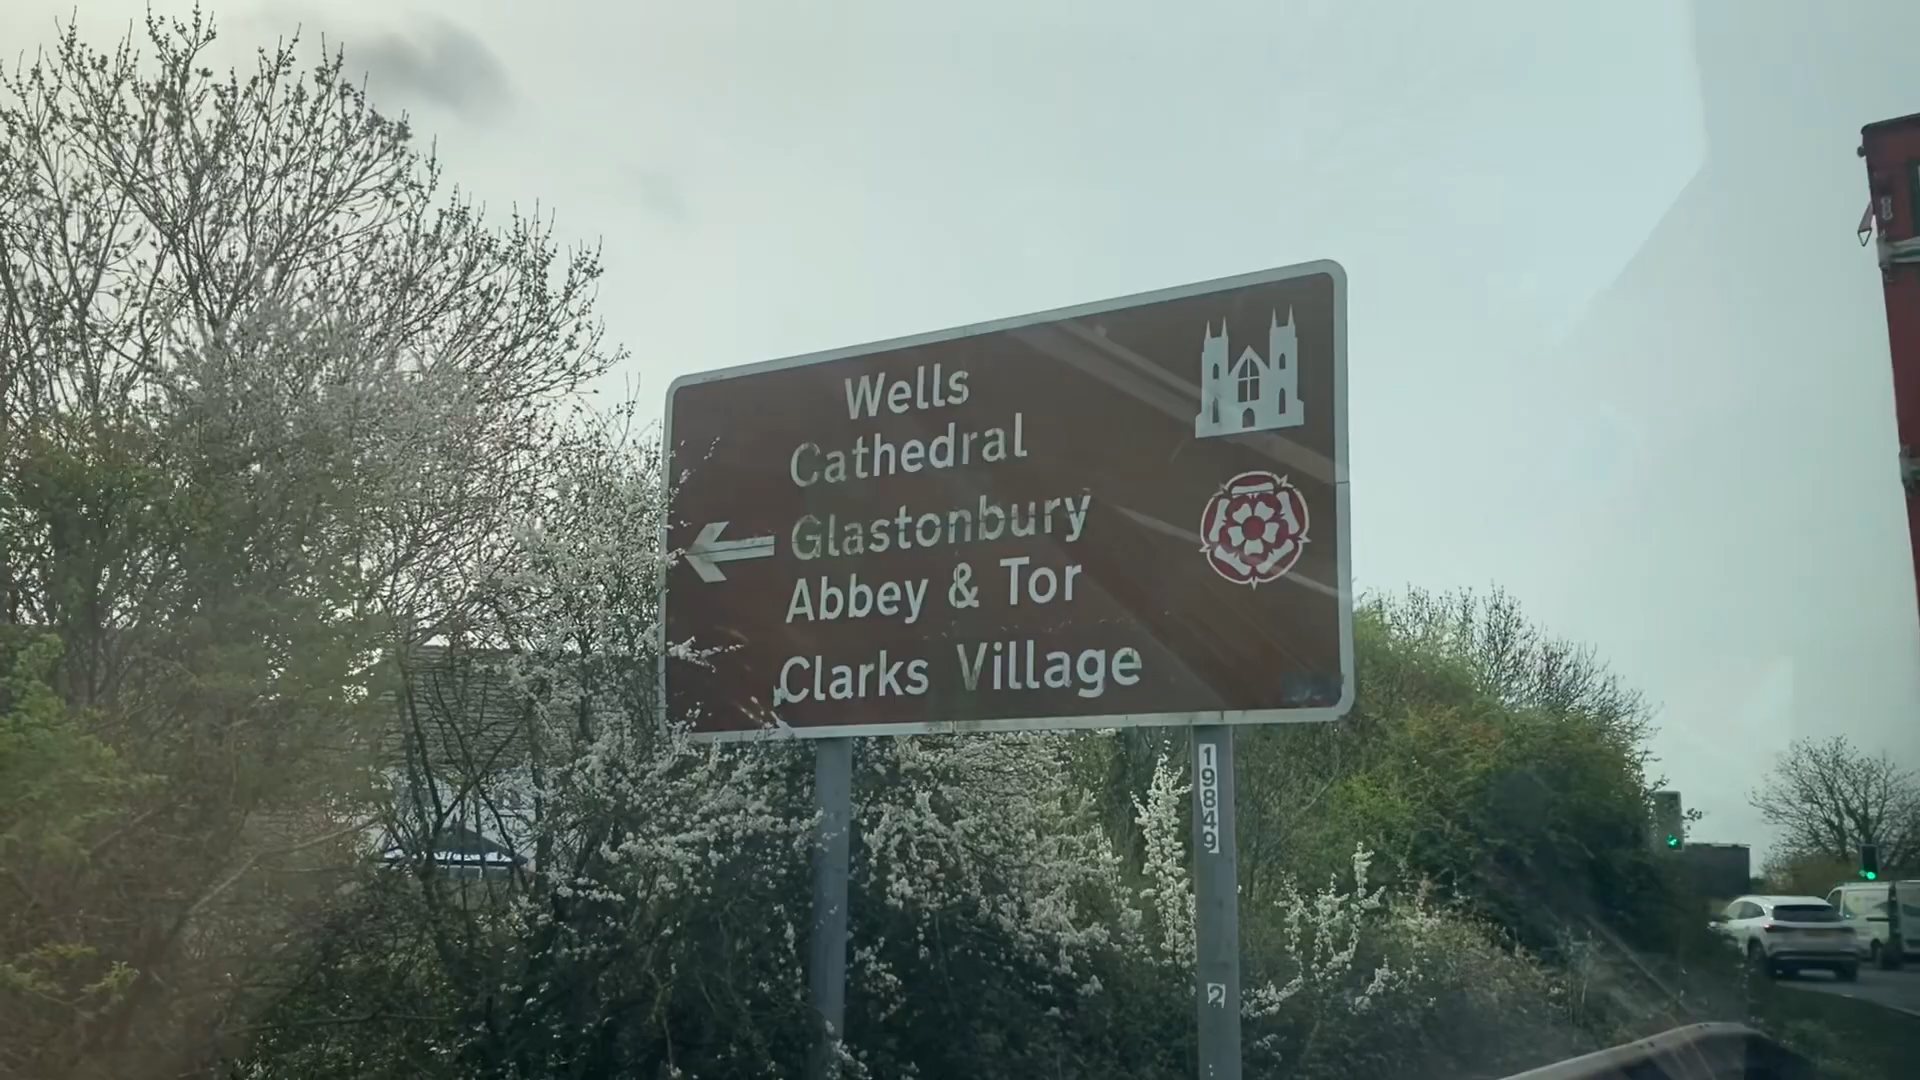 Wells
Cathedral
Glastonbury
Abbey & Tor
Clarks Village
19849
2